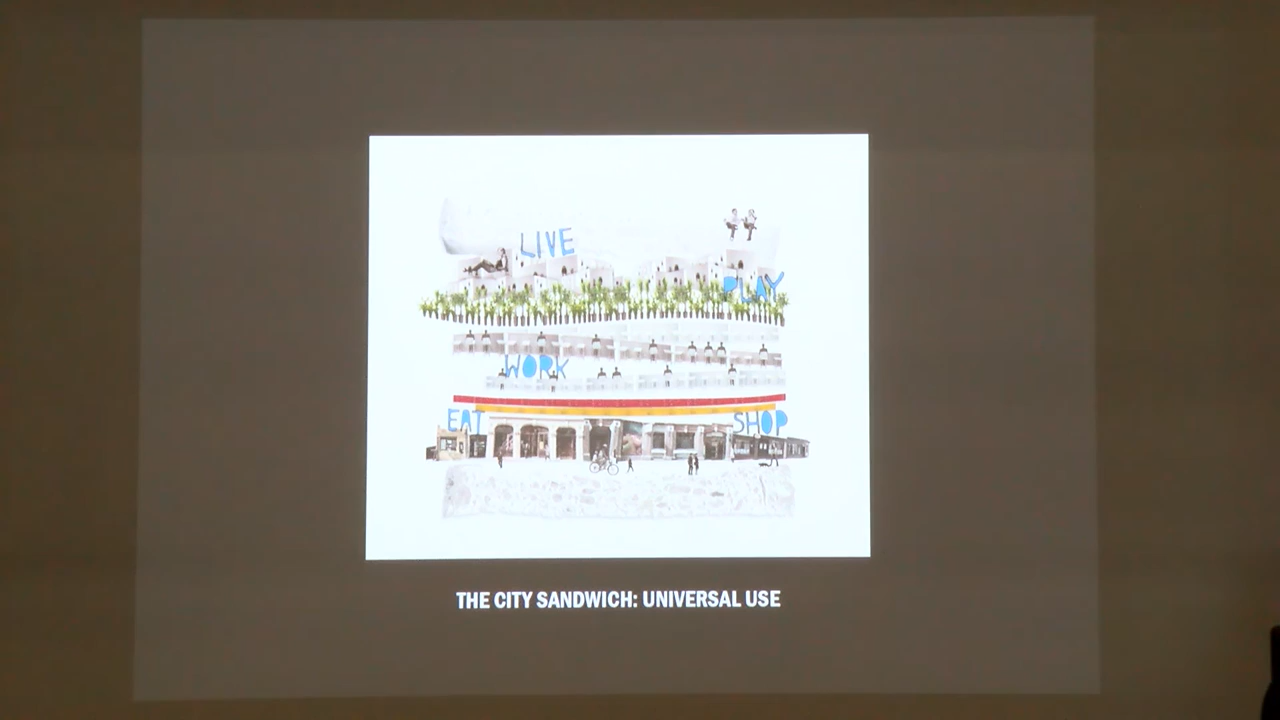 LIVE
PLAY
WORK
EAT
SHOP
THE CITY SANDWICH: UNIVERSAL USE